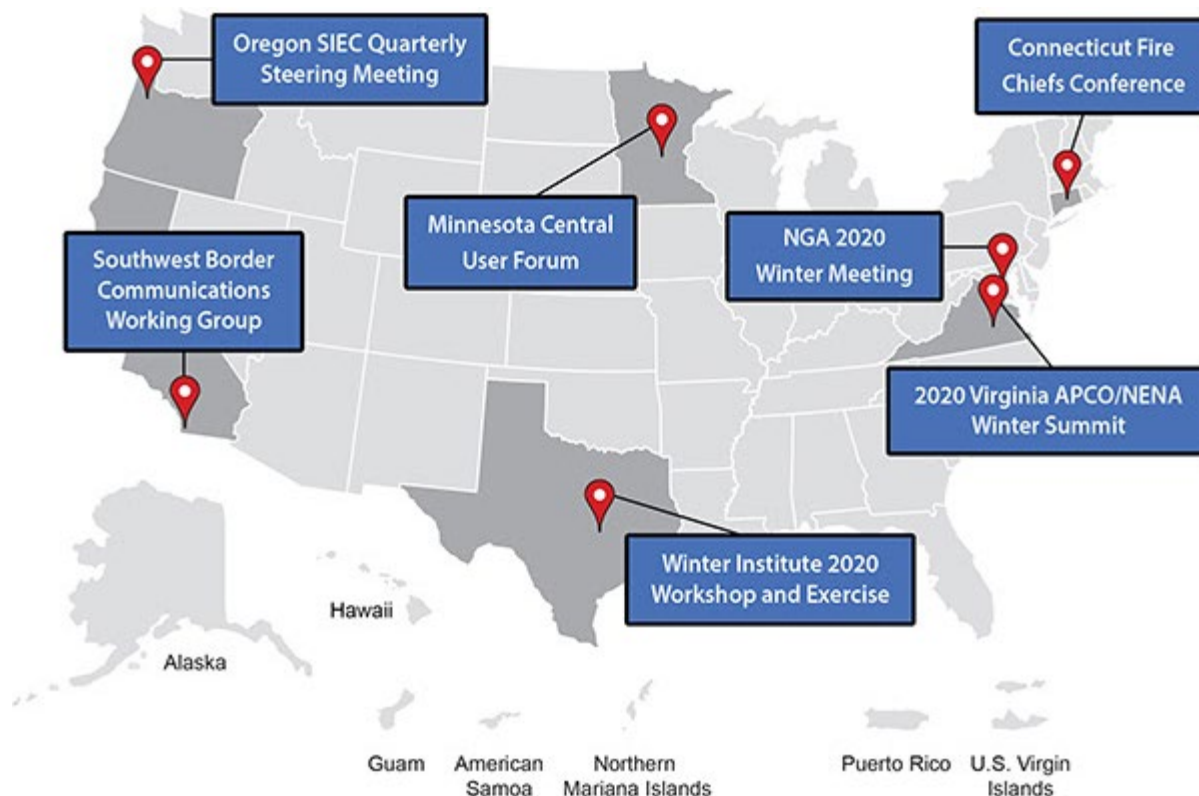 Oregon SIEC Quarterly
Steering Meeting
Connecticut Fire
Chiefs Conference
Minnesota Central
User Forum
NGA 2020
Winter Meeting
Southwest Border
Communications
Working Group
2020 Virginia APCO/NENA
Winter Summit
Winter Institute 2020
Workshop and Exercise
Hawaii
Alaska
Guam
American
Samoa
Northern
Mariana Islands
Puerto Rico
U.S. Virgin
Islands